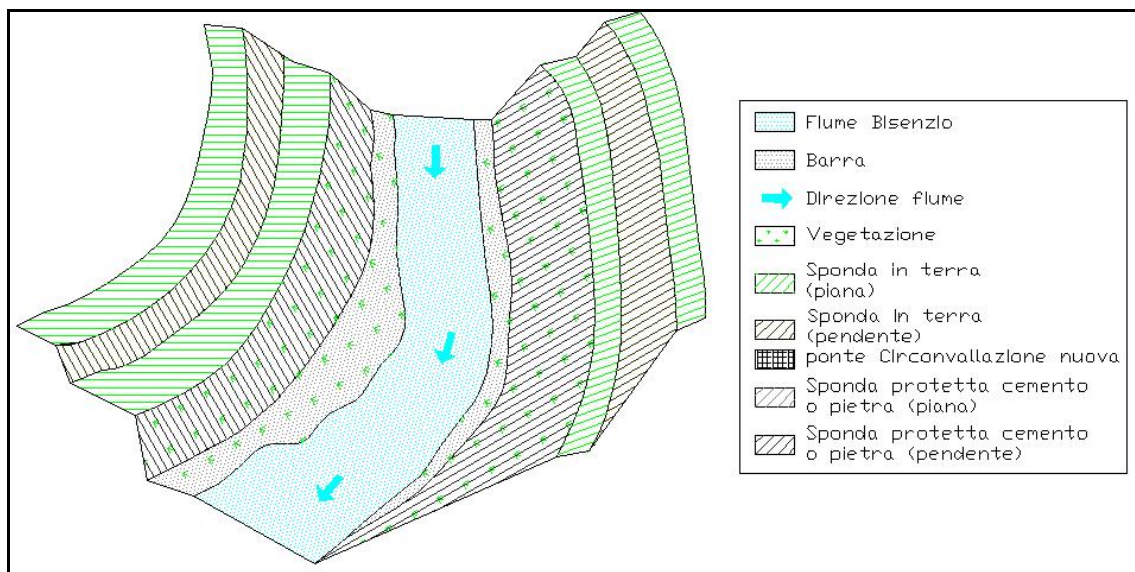 Fiume Bisenzio
Barra
Direzione fiume
Vegetazione
Sponda in terra
(piana)
Sponda in terra
(pendente)
ponte Circonvallazione nuova
Sponda protetta cemento
o pietra (piana)
Sponda protetta cemento
o pietra (pendente)